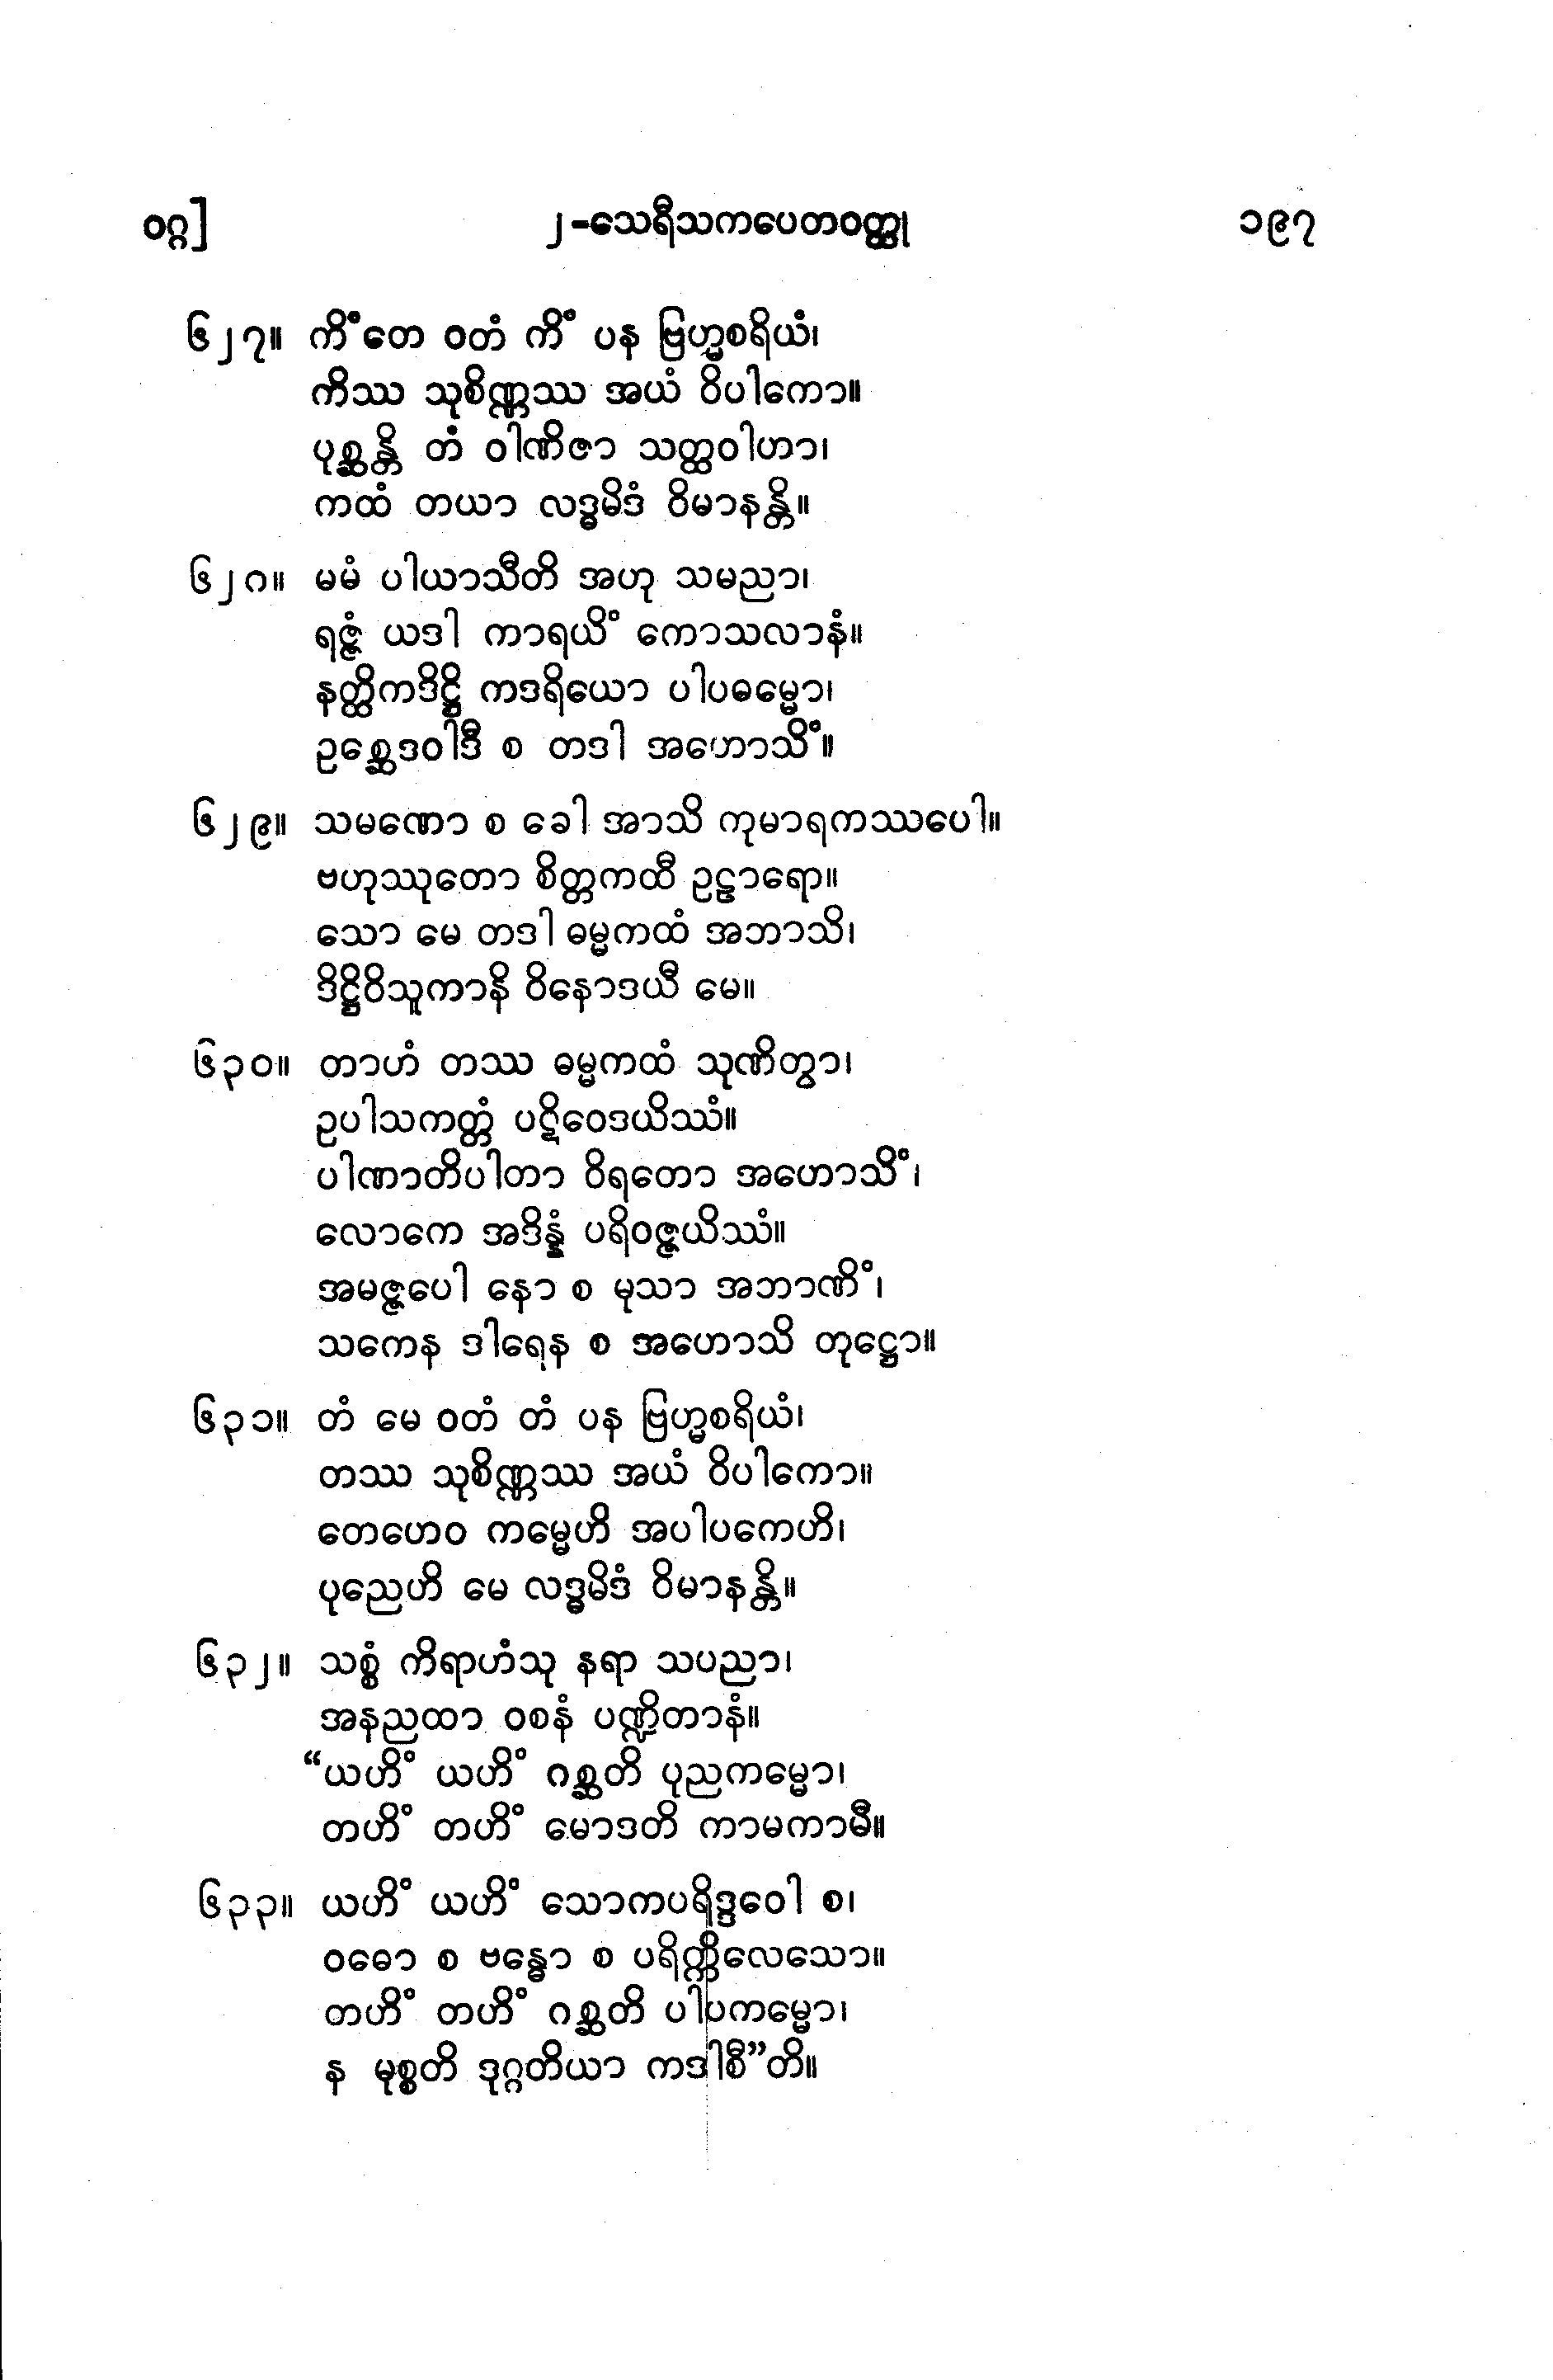 ဝဂ္ဂ] ၂-သေရီသကပေတဝတ္ထု ၁၉၇
၆၂၇။ ကိံ တေ ဝတံ ကိံ ပန ဗြဟ္မစရိယံ၊
ကိဿ သုစိဏ္ဏဿ အယံ ဝိပါကော။
ပုစ္ဆန္တိ တံ ဝါဏိဇာ သတ္ထဝါဟာ၊
ကထံ တယာ လဒ္ဓမိဒံ ဝိမာနန္တိ။
၆၂၈။ မမံ ပါယာသီတိ အဟု သမညာ၊
ရဇ္ဇံ ယဒါ ကာရယိံ ကောသလာနံ။
နတ္ထိကဒိဋ္ဌိ ကဒရိယော ပါပဓမ္မော၊
ဥစ္ဆေဒဝါဒီ စ တဒါ အဟောသိံ။
၆၂၉။ သမဏော စ ခေါ အာသိ ကုမာရကဿပေါ။
ဗဟုဿုတော စိတ္တကထီ ဥဠာရော။
သော မေ တဒါ ဓမ္မကထံ အဘာသိ၊
ဒိဋ္ဌိဝိသူကာနိ ဝိနောဒယီ မေ။
၆၃၀။ တာဟံ တဿ ဓမ္မကထံ သုဏိတွာ၊
ဥပါသကတ္တံ ပဋိဝေဒယိဿံ။
ပါဏာတိပါတာ ဝိရတော အဟောသိံ၊
လောကေ အဒိန္နံ ပရိဝဇ္ဇယိဿံ။
အမဇ္ဇပေါ နော စ မုသာ အဘာဏိံ၊
သကေန ဒါရေန စ အဟောသိ တုဋ္ဌော။
၆၃၁။ တံ မေ ဝတံ တံ ပန ဗြဟ္မစရိယံ၊
တဿ သုစိဏ္ဏဿ အယံ ဝိပါကော။
တေဟေဝ ကမ္မေဟိ အပါပကေဟိ၊
ပုညေဟိ မေ လဒ္ဓမိဒံ ဝိမာနန္တိ။
၆၃၂။ သစ္စံ ကိရာဟံသု နရာ သပညာ၊
အနညထာ ဝစနံ ပဏ္ဍိတာနံ။
“ယဟိံ ယဟိံ ဂစ္ဆတိ ပုညကမ္မော၊
တဟိံ တဟိံ မောဒတိ ကာမကာမီ။
၆၃၃။ ယဟိံ ယဟိံ သောကပရိဒ္ဒဝေါ စ၊
ဝဓော စ ဗန္ဓော စ ပရိက္ကိလေသော။
တဟိံ တဟိံ ဂစ္ဆတိ ပါပကမ္မော၊
န မုစ္စတိ ဒုဂ္ဂတိယာ ကဒါစီ”တိ။